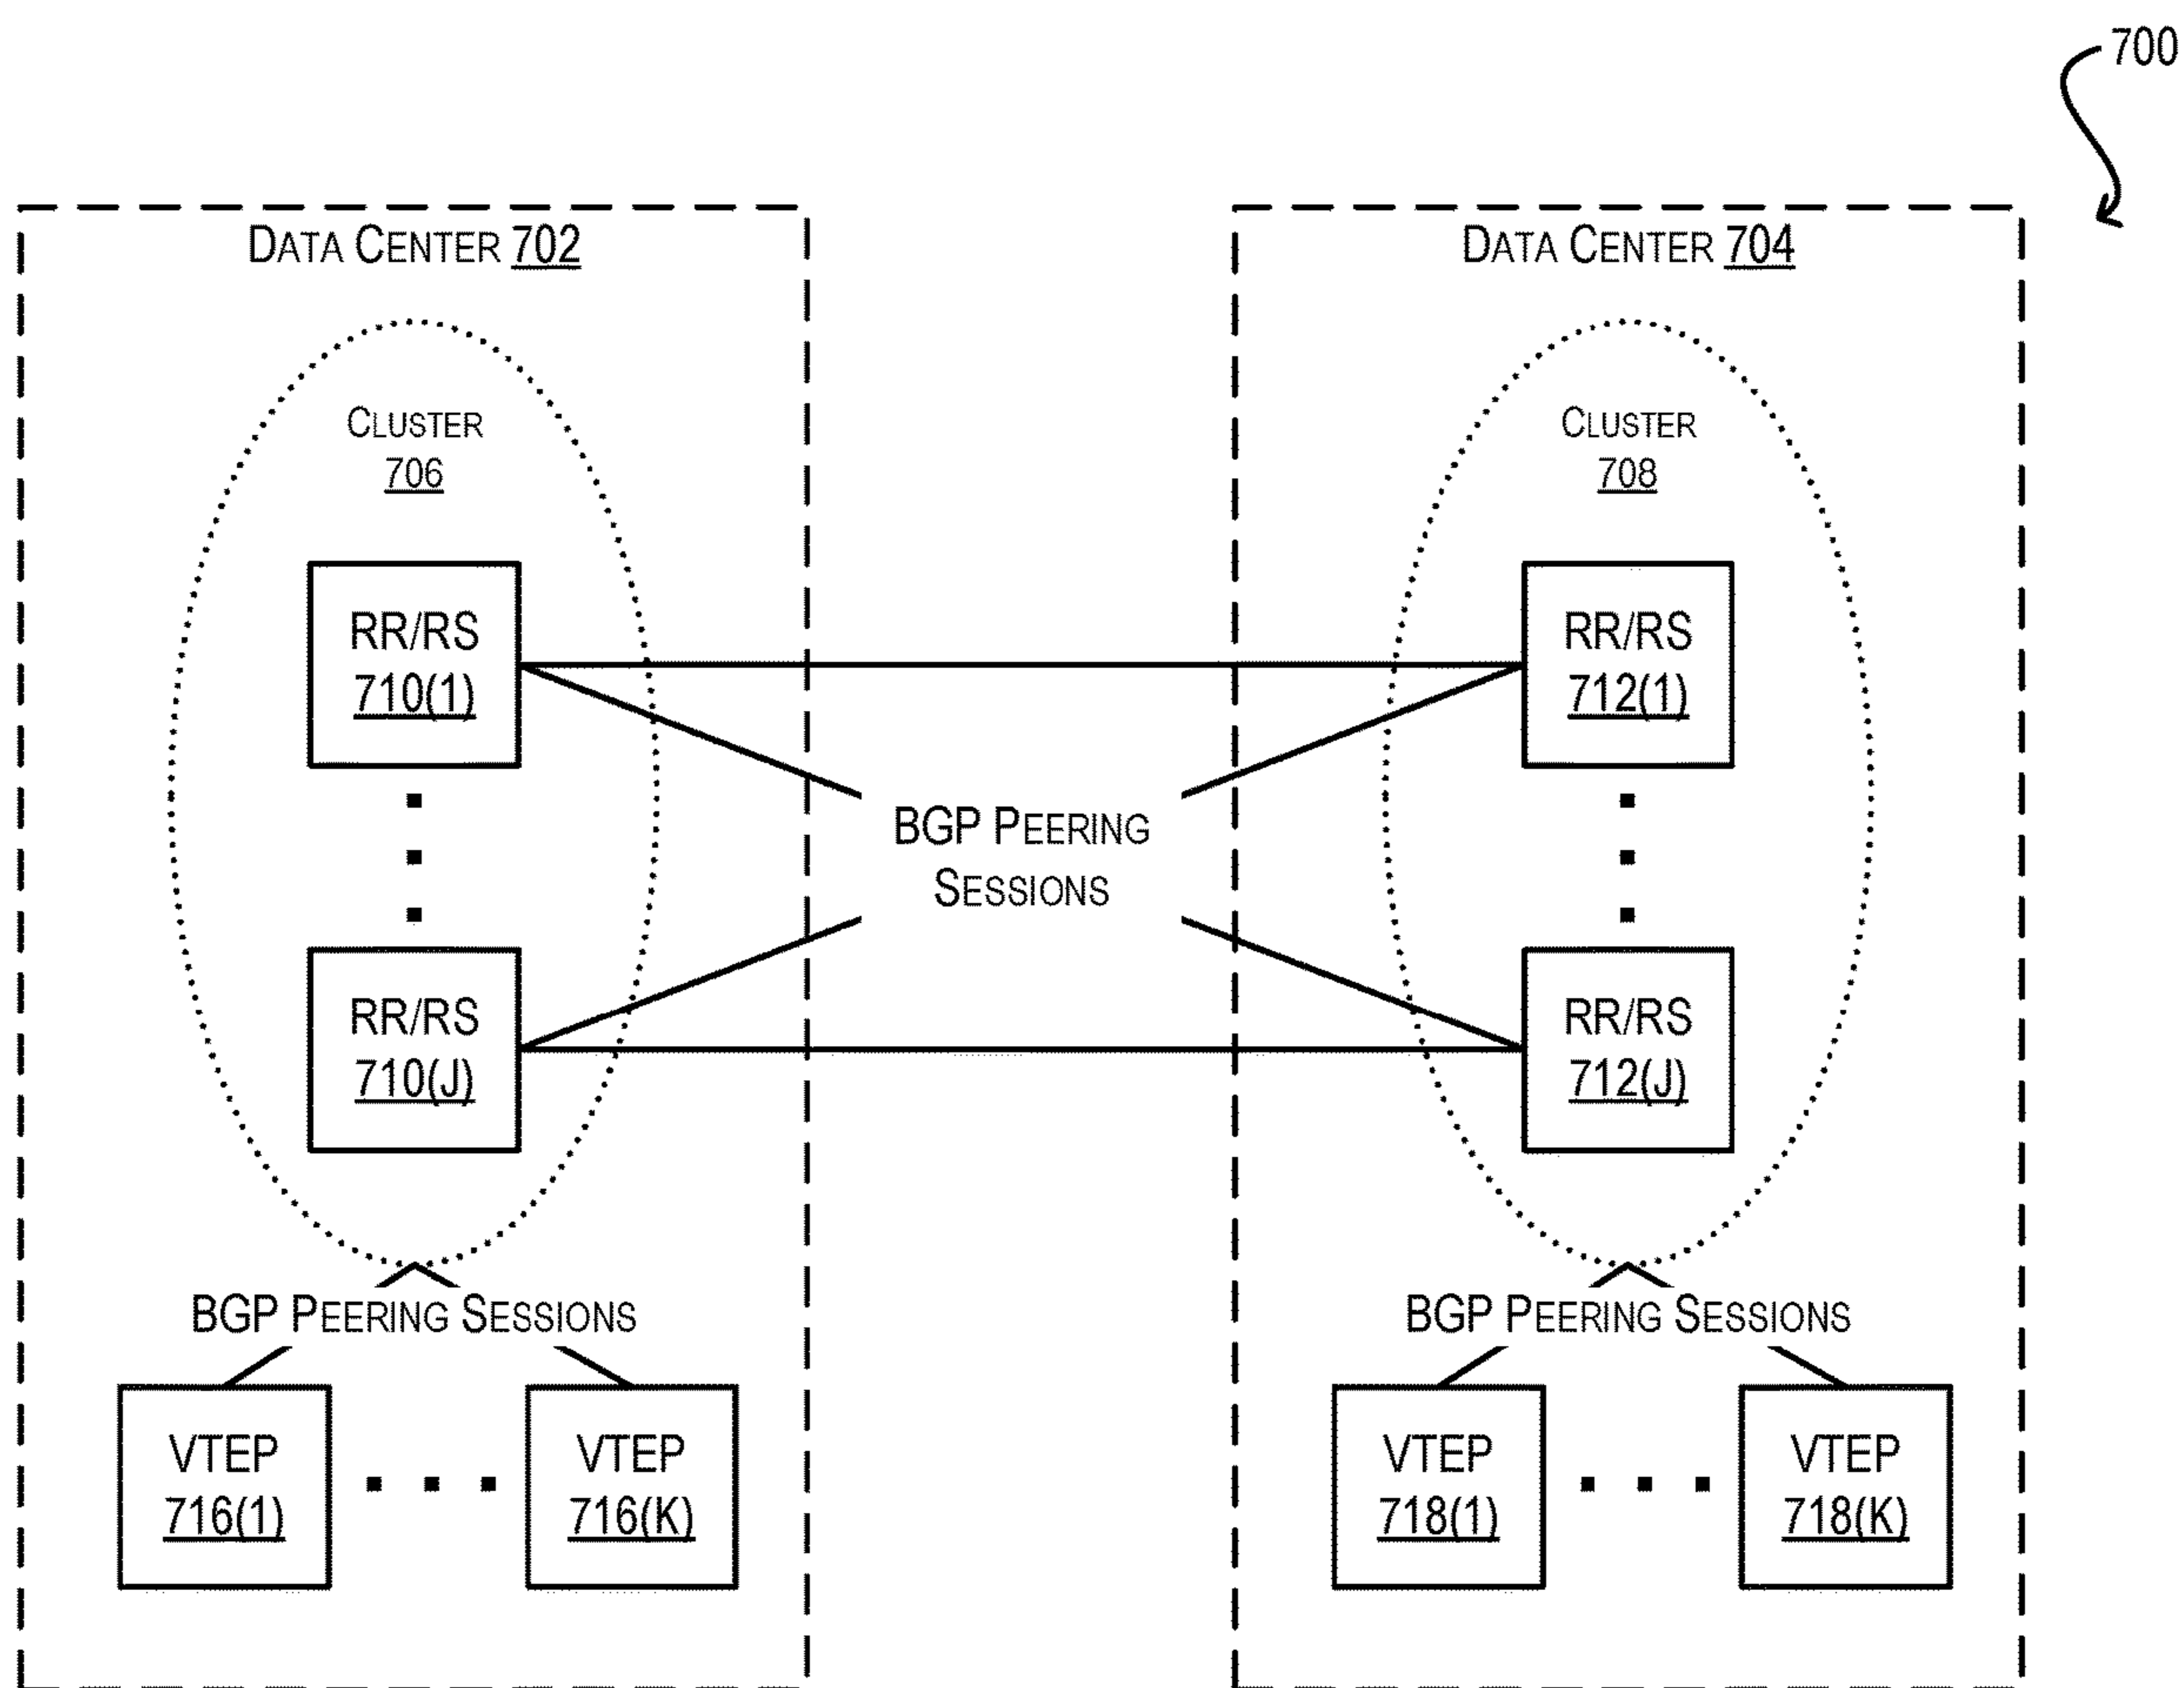 700
DATA CENTER 702
DATA CENTER 704
CLUSTER
706
CLUSTER
708
RR/RS
710(1)
RR/RS
712(1)
BGP PEERING
SESSIONS
RR/RS
710(J)
RR/RS
712(J)
BGP PEERING SESSIONS
BGP PEERING SESSIONS
VTEP
716(1)
VTEP
716(K)
VTEP
718(1)
VTEP
718(K)